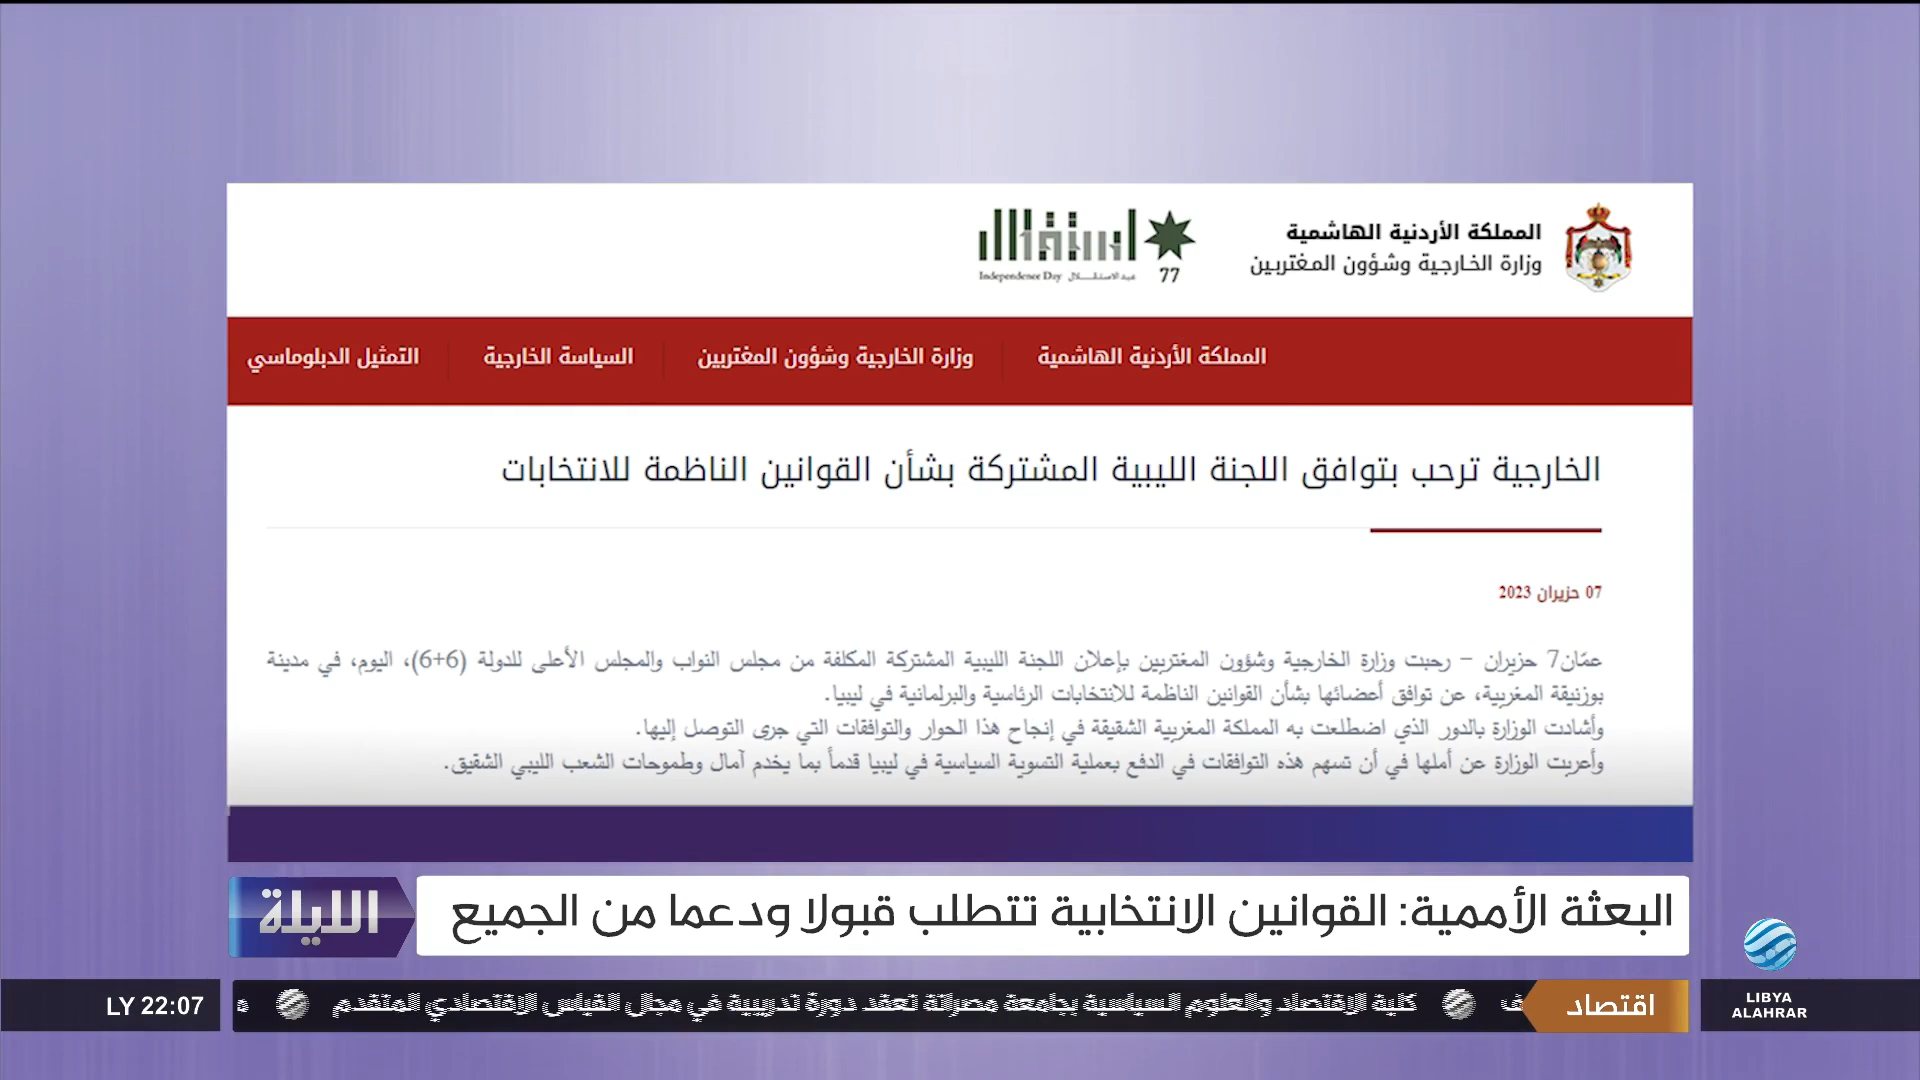 المملكة الأردنية الهاشمية
وزارة الخارجية وشؤون المغتربين
استقلال
77
عيد الاستقلال Independence Day
المملكة الأردنية الهاشمية
وزارة الخارجية وشؤون المغتربين
السياسة الخارجية
التمثيل الدبلوماسي
الخارجية ترحب بتوافق اللجنة الليبية المشتركة بشأن القوانين الناظمة للانتخابات
07 حزيران 2023
عمّان7 حزيران – رحبت وزارة الخارجية وشؤون المغتربين بإعلان اللجنة الليبية المشتركة المكلفة من مجلس النواب والمجلس الأعلى للدولة (6+6)، اليوم، في مدينة
بوزنيقة المغربية، عن توافق أعضائها بشأن القوانين الناظمة للانتخابات الرئاسية والبرلمانية في ليبيا.
وأشادت الوزارة بالدور الذي اضطلعت به المملكة المغربية الشقيقة في إنجاح هذا الحوار والتوافقات التي جرى التوصل إليها.
وأعربت الوزارة عن أملها في أن تسهم هذه التوافقات في الدفع بعملية التسوية السياسية في ليبيا قدماً بما يخدم آمال وطموحات الشعب الليبي الشقيق.
البعثة الأممية: القوانين الانتخابية تتطلب قبولا ودعما من الجميع
الليلة
اقتصاد
كلية الاقتصاد والعلوم السياسية بجامعة مصراتة تعقد دورة تدريبية في مجال القياس الاقتصادي المتقدم
LY 22:07
LIBYA
ALAHRAR